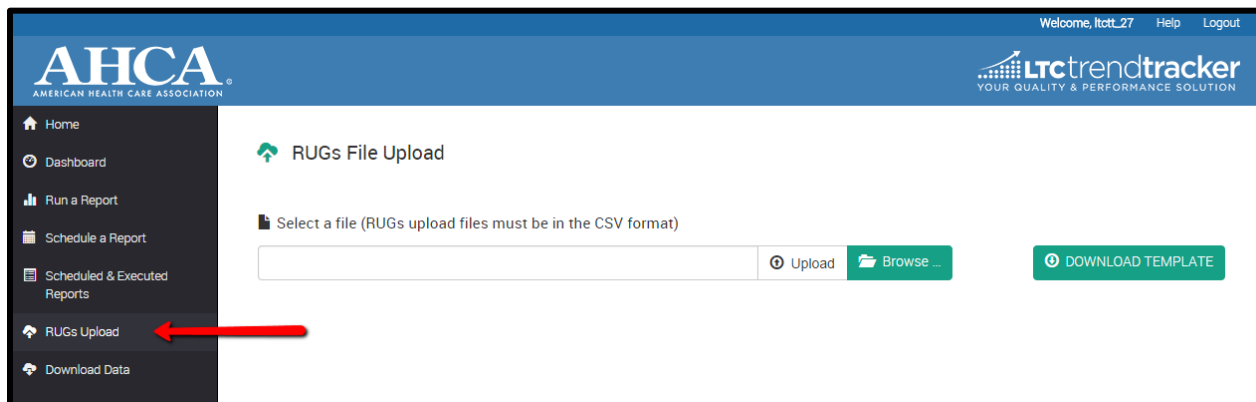 Welcome, ltctt_27 Help Logout
AHCA®
AMERICAN HEALTH CARE ASSOCIATION
LTCtrendtracker
YOUR QUALITY & PERFORMANCE SOLUTION
Home
Dashboard
Run a Report
Schedule a Report
Scheduled & Executed
Reports
RUGs Upload
Download Data
RUGs File Upload
Select a file (RUGs upload files must be in the CSV format)
Upload Browse ... DOWNLOAD TEMPLATE